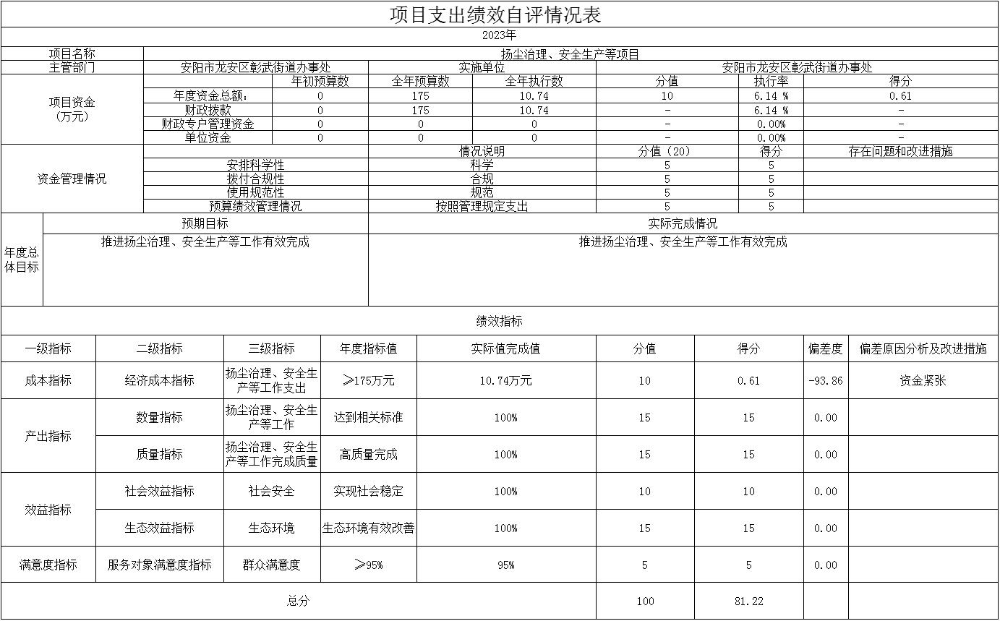 项目支出绩效自评情况表
2023年
项目名称 扬尘治理、安全生产等项目
主管部门 安阳市龙安区彰武街道办事处 实施单位 安阳市龙安区彰武街道办事处
项目资金
(万元)
年初预算数 全年预算数 全年执行数 分值 执行率 得分
年度资金总额： 0 175 10.74 10 6.14 % 0.61
财政拨款 0 175 10.74 - 6.14 % -
财政专户管理资金 0 0 0 - 0.00% -
单位资金 0 0 0 - 0.00% -
资金管理情况
情况说明 分值（20） 得分 存在问题和改进措施
安排科学性 科学 5 5
拨付合规性 合规 5 5
使用规范性 规范 5 5
预算绩效管理情况 按照管理规定支出 5 5
年度总
体目标
预期目标 实际完成情况
推进扬尘治理、安全生产等工作有效完成 推进扬尘治理、安全生产等工作有效完成
绩效指标
一级指标 二级指标 三级指标 年度指标值 实际值完成值 分值 得分 偏差度 偏差原因分析及改进措施
成本指标 经济成本指标 扬尘治理、安全生
产等工作支出 ≥175万元 10.74万元 10 0.61 -93.86 资金紧张
产出指标 数量指标 扬尘治理、安全生
产等工作 达到相关标准 100% 15 15 0.00
质量指标 扬尘治理、安全生
产等工作完成质量 高质量完成 100% 15 15 0.00
效益指标 社会效益指标 社会安全 实现社会稳定 100% 10 10 0.00
生态效益指标 生态环境 生态环境有效改善 100% 15 15 0.00
满意度指标 服务对象满意度指标 群众满意度 ≥95% 95% 5 5 0.00
总分 100 81.22